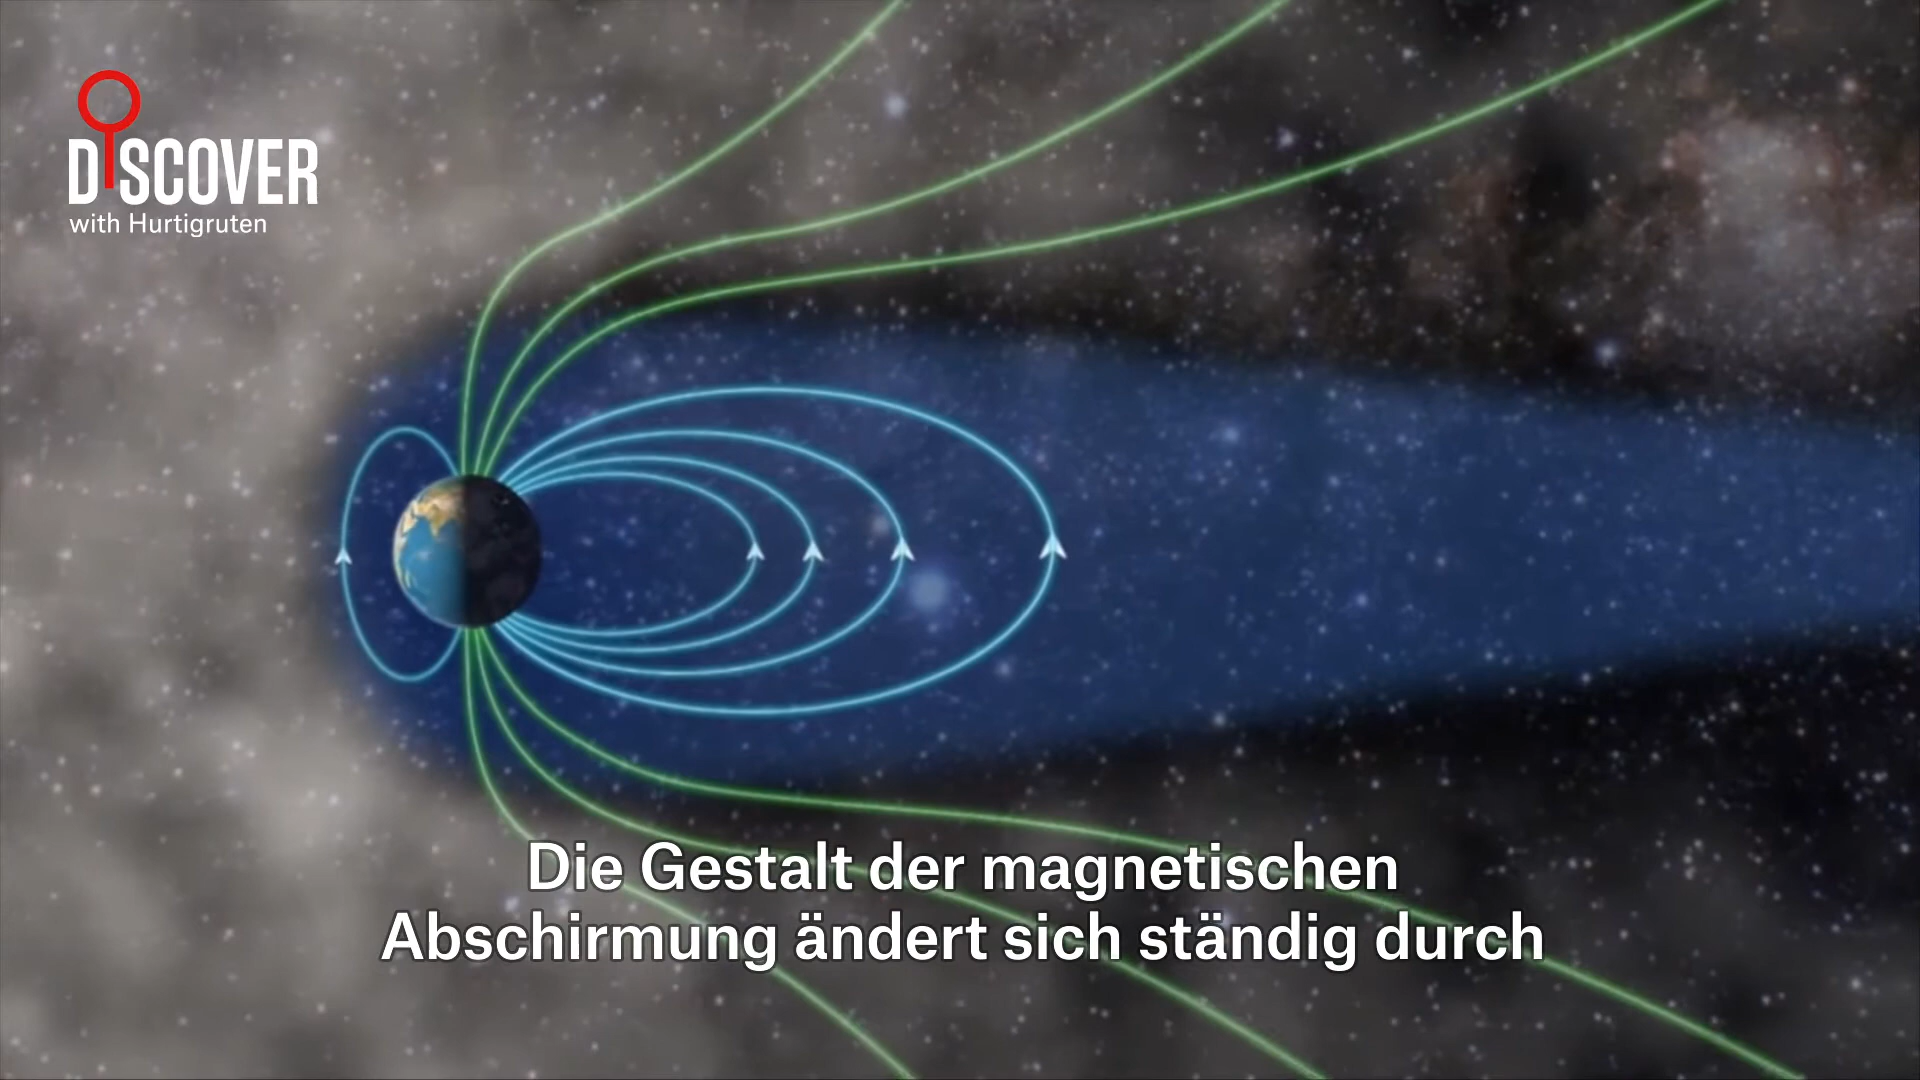 DISCOVER
with Hurtigruten
Die Gestalt der magnetischen
Abschirmung ändert sich ständig durch